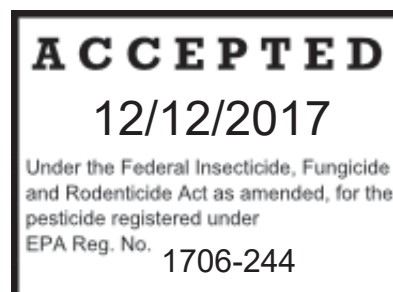 ACCEPTED
12/12/2017
Under the Federal Insecticide, Fungicide
and Rodenticide Act as amended, for the
pesticide registered under
EPA Reg. No. 1706-244